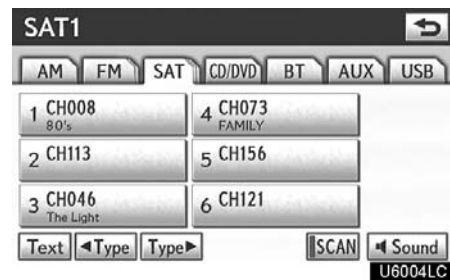 SAT1
AM FM SAT CD/DVD BT AUX USB
1 CH008 4 CH073
80's FAMILY
2 CH113 5 CH156
3 CH046 6 CH121
The Light
Text ◄Type Type► SCAN Sound
U6004LC